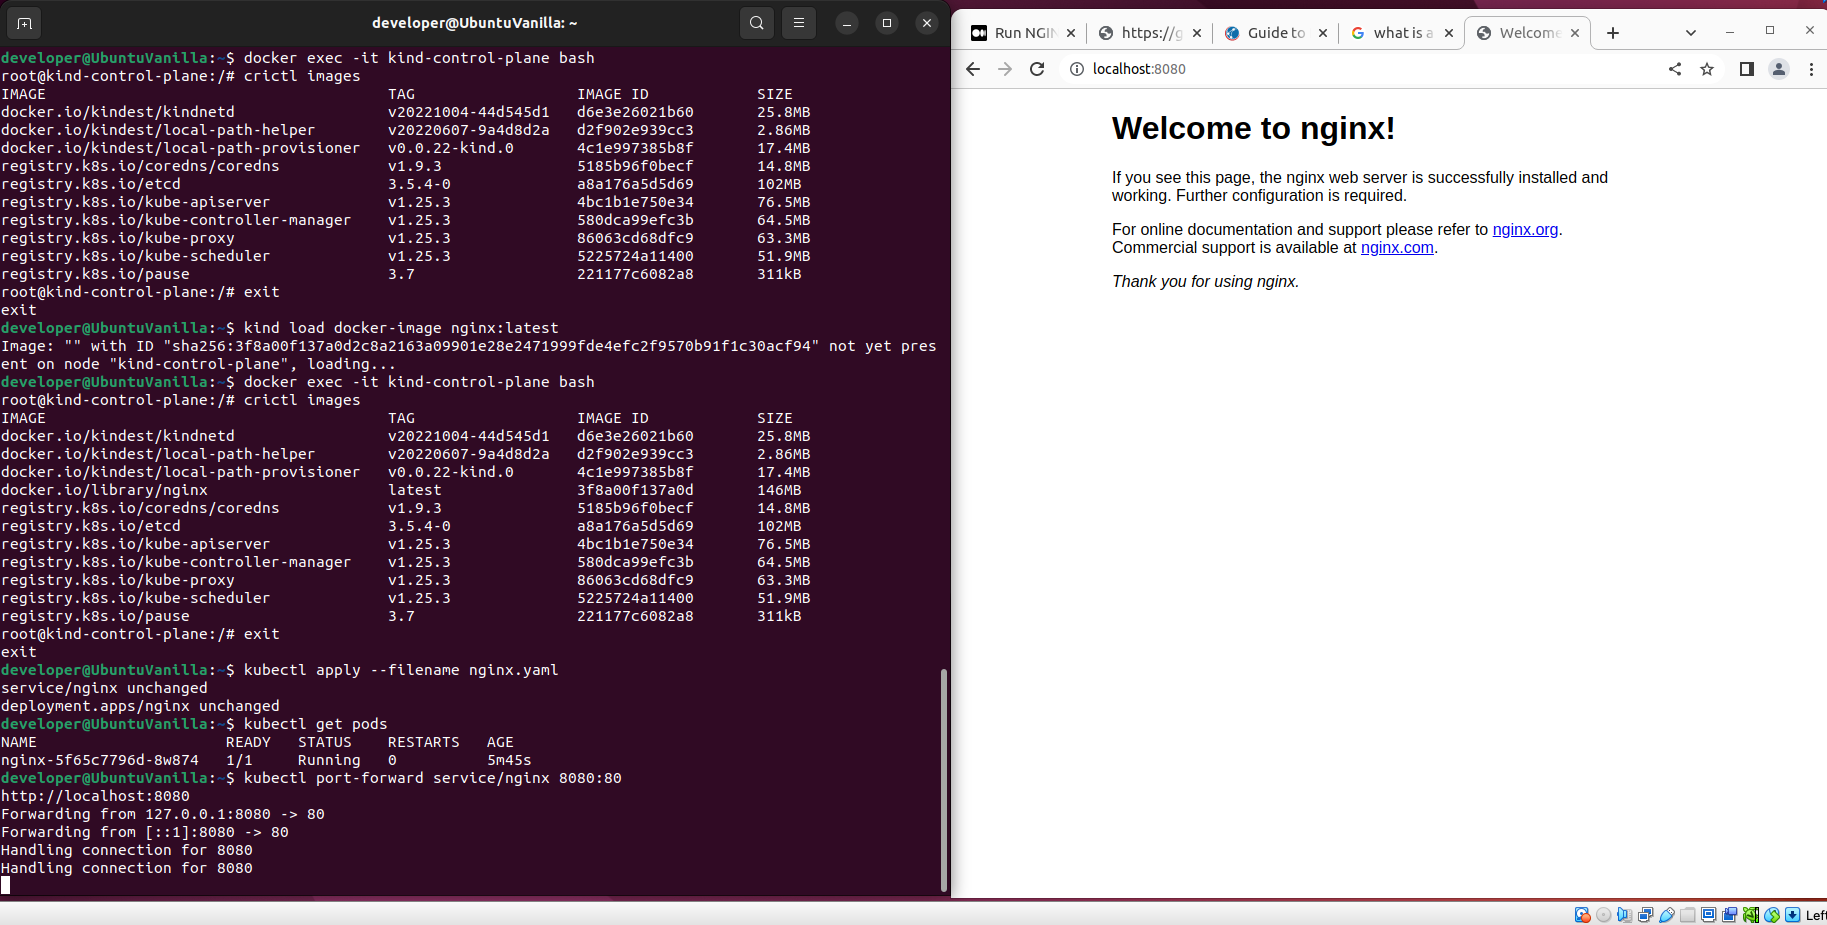 developer@UbuntuVanilla: ~
developer@UbuntuVanilla:~$ docker exec -it kind-control-plane bash
root@kind-control-plane:/# crictl images
IMAGE TAG IMAGE ID SIZE
docker.io/kindest/kindnetd v20221004-44d545d1 d6e3e26021b60 25.8MB
docker.io/kindest/local-path-helper v20220607-9a4d8d2a d2f902e939cc3 2.86MB
docker.io/kindest/local-path-provisioner v0.0.22-kind.0 4c1e997385b8f 17.4MB
registry.k8s.io/coredns/coredns v1.9.3 5185b96f0becf 14.8MB
registry.k8s.io/etcd 3.5.4-0 a8a176a5d5d69 102MB
registry.k8s.io/kube-apiserver v1.25.3 4bc1b1e750e34 76.5MB
registry.k8s.io/kube-controller-manager v1.25.3 580dca99efc3b 64.5MB
registry.k8s.io/kube-proxy v1.25.3 86063cd68dfc9 63.3MB
registry.k8s.io/kube-scheduler v1.25.3 5225724a11400 51.9MB
registry.k8s.io/pause 3.7 221177c6082a8 311kB
root@kind-control-plane:/# exit
exit
developer@UbuntuVanilla:~$ kind load docker-image nginx:latest
Image: "" with ID "sha256:3f8a00f137a0d2c8a2163a09901e28e2471999fde4efc2f9570b91f1c30acf94" not yet pres
ent on node "kind-control-plane", loading...
developer@UbuntuVanilla:~$ docker exec -it kind-control-plane bash
root@kind-control-plane:/# crictl images
IMAGE TAG IMAGE ID SIZE
docker.io/kindest/kindnetd v20221004-44d545d1 d6e3e26021b60 25.8MB
docker.io/kindest/local-path-helper v20220607-9a4d8d2a d2f902e939cc3 2.86MB
docker.io/kindest/local-path-provisioner v0.0.22-kind.0 4c1e997385b8f 17.4MB
docker.io/library/nginx latest 3f8a00f137a0d 146MB
registry.k8s.io/coredns/coredns v1.9.3 5185b96f0becf 14.8MB
registry.k8s.io/etcd 3.5.4-0 a8a176a5d5d69 102MB
registry.k8s.io/kube-apiserver v1.25.3 4bc1b1e750e34 76.5MB
registry.k8s.io/kube-controller-manager v1.25.3 580dca99efc3b 64.5MB
registry.k8s.io/kube-proxy v1.25.3 86063cd68dfc9 63.3MB
registry.k8s.io/kube-scheduler v1.25.3 5225724a11400 51.9MB
registry.k8s.io/pause 3.7 221177c6082a8 311kB
root@kind-control-plane:/# exit
exit
developer@UbuntuVanilla:~$ kubectl apply --filename nginx.yaml
service/nginx unchanged
deployment.apps/nginx unchanged
developer@UbuntuVanilla:~$ kubectl get pods
NAME READY STATUS RESTARTS AGE
nginx-5f65c7796d-8w874 1/1 Running 0 5m45s
developer@UbuntuVanilla:~$ kubectl port-forward service/nginx 8080:80
http://localhost:8080
Forwarding from 127.0.0.1:8080 -> 80
Forwarding from [::1]:8080 -> 80
Handling connection for 8080
Handling connection for 8080
Run NGIN https://g Guide to what is a Welcome
localhost:8080
Welcome to nginx!
If you see this page, the nginx web server is successfully installed and
working. Further configuration is required.
For online documentation and support please refer to nginx.org.
Commercial support is available at nginx.com.
Thank you for using nginx.
Left